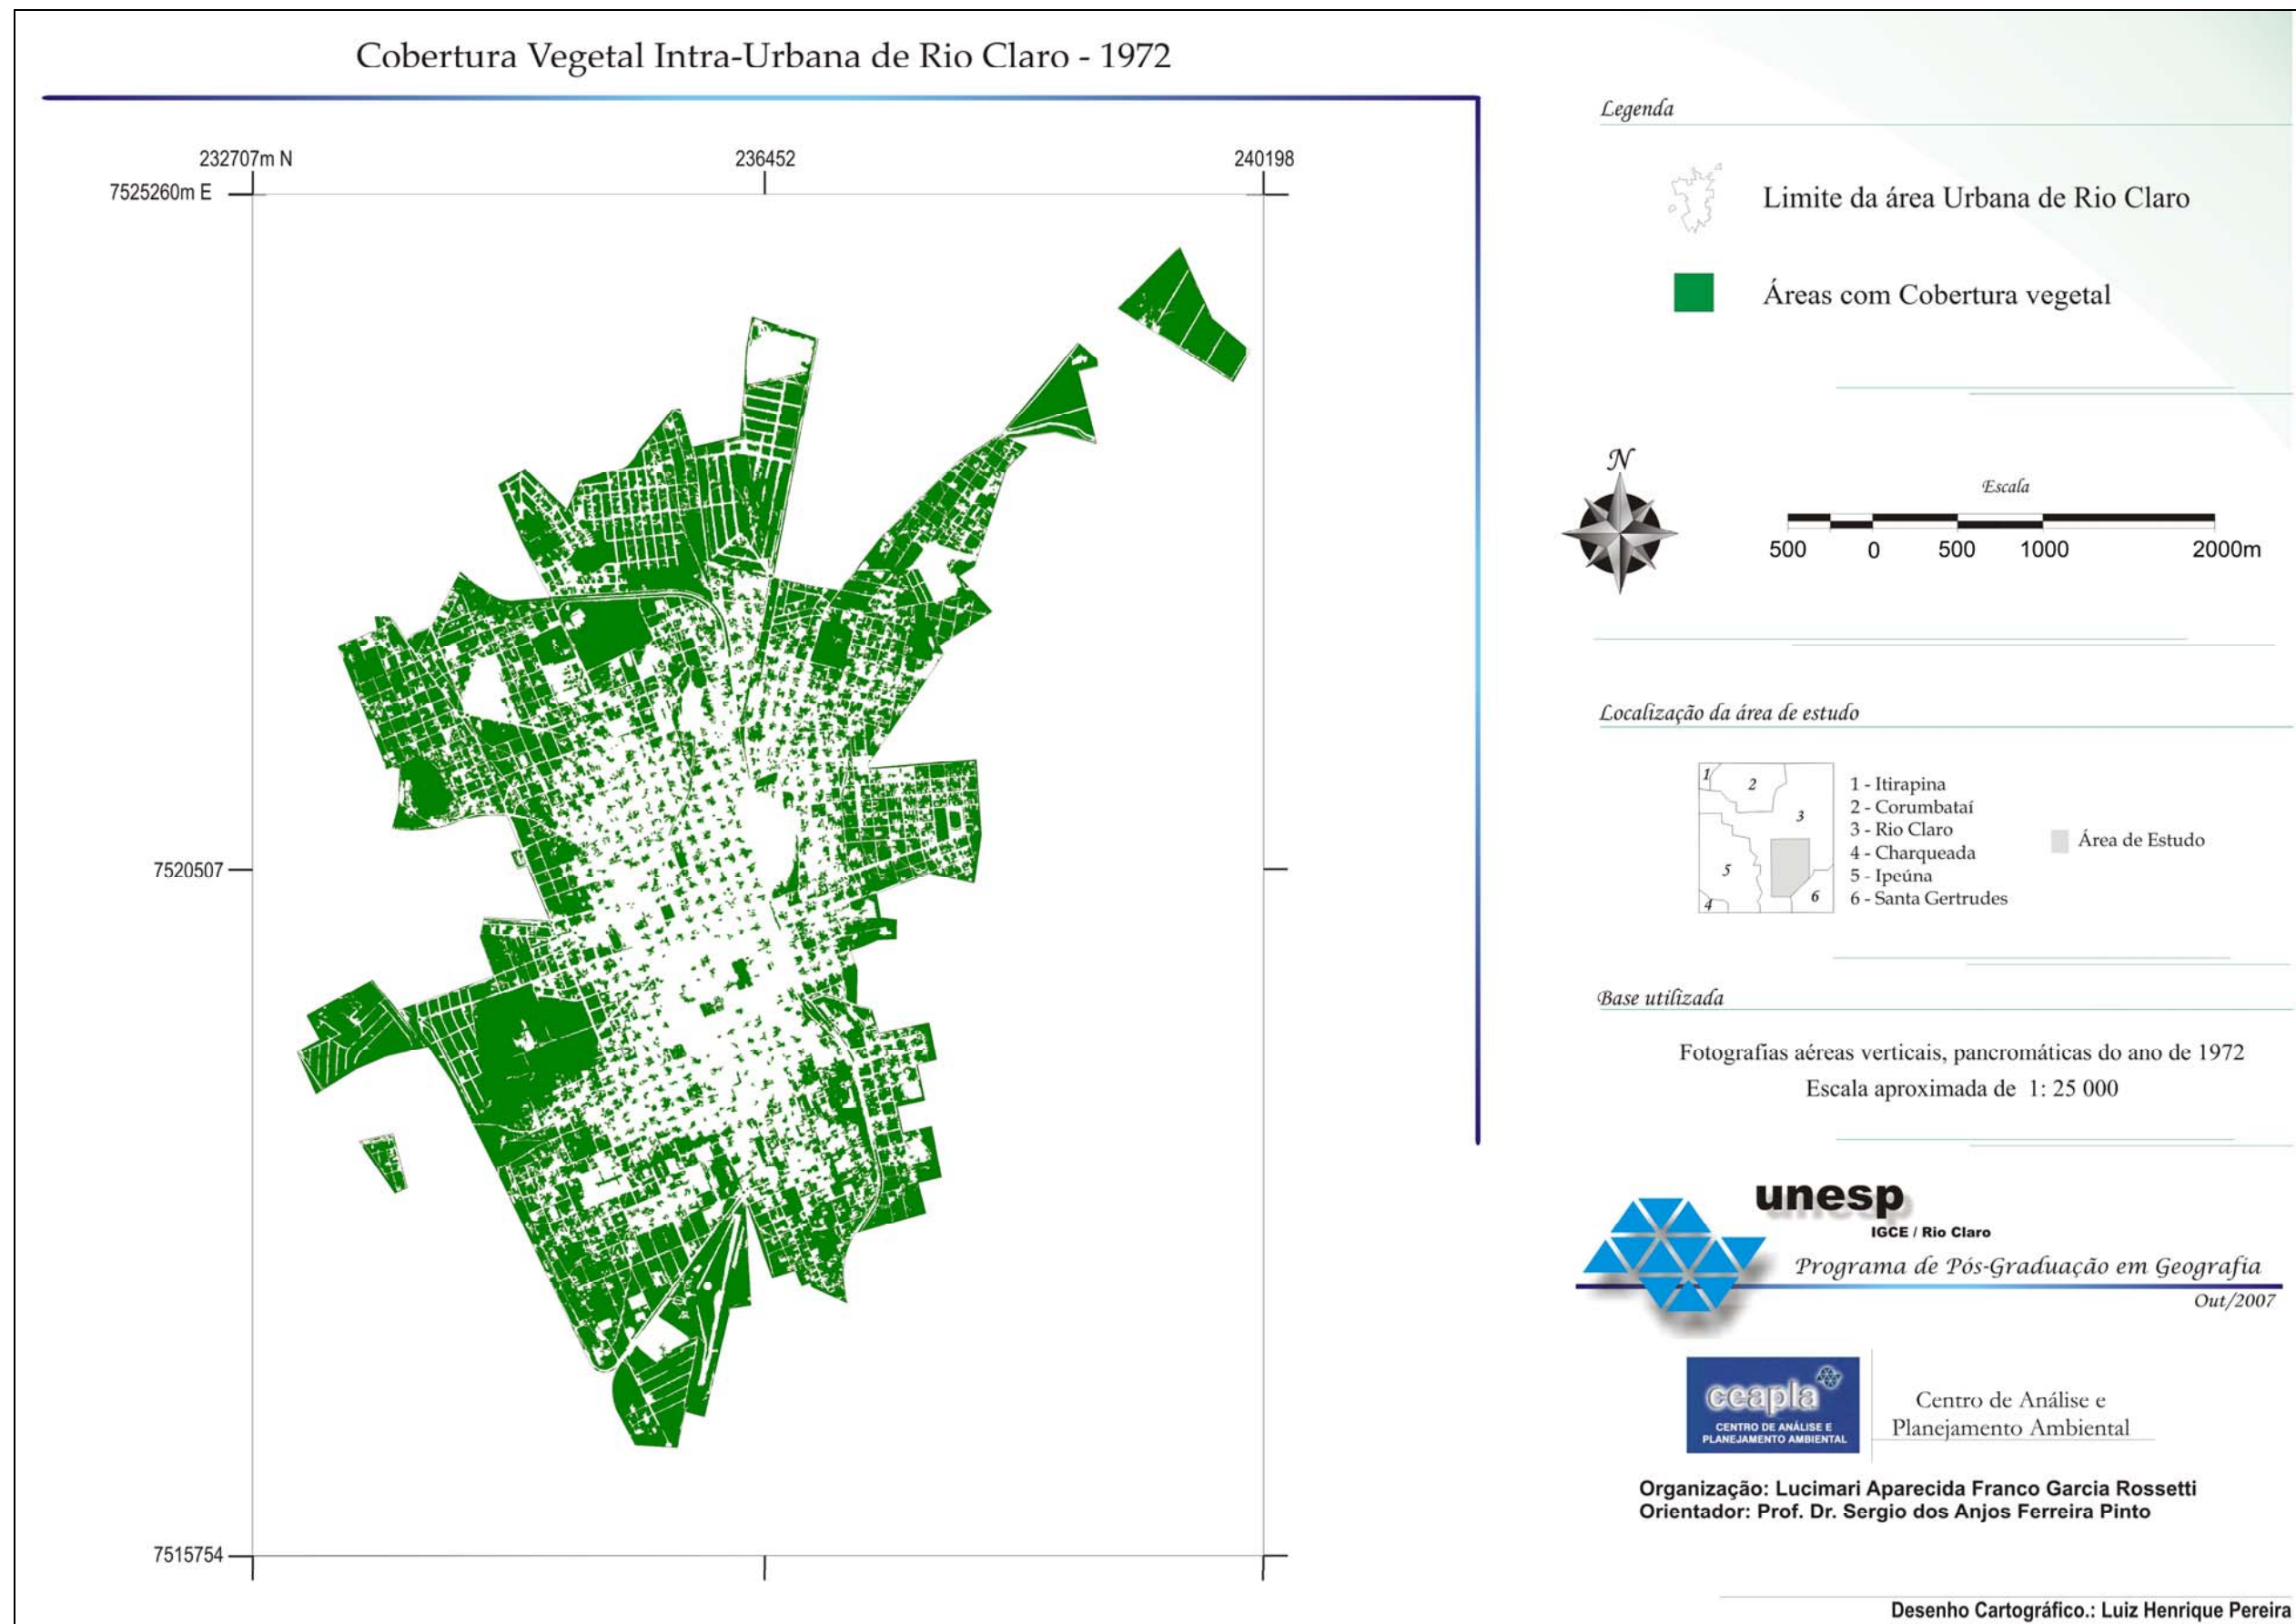 Cobertura Vegetal Intra-Urbana de Rio Claro - 1972
232707m N
236452
240198
7525260m E
7520507
7515754
Legenda
Limite da área Urbana de Rio Claro
Áreas com Cobertura vegetal
N
Escala
500 0 500 1000 2000m
Localização da área de estudo
1
2
3
5
4
6
1 - Itirapina
2 - Corumbataí
3 - Rio Claro
4 - Charqueada
5 - Ipeúna
6 - Santa Gertrudes
Área de Estudo
Base utilizada
Fotografias aéreas verticais, pancromáticas do ano de 1972
Escala aproximada de 1: 25 000
unesp
IGCE / Rio Claro
Programa de Pós-Graduação em Geografia
Out/2007
ceapla
CENTRO DE ANÁLISE E
PLANEJAMENTO AMBIENTAL
Centro de Análise e
Planejamento Ambiental
Organização: Lucimari Aparecida Franco Garcia Rossetti
Orientador: Prof. Dr. Sergio dos Anjos Ferreira Pinto
Desenho Cartográfico.: Luiz Henrique Pereira